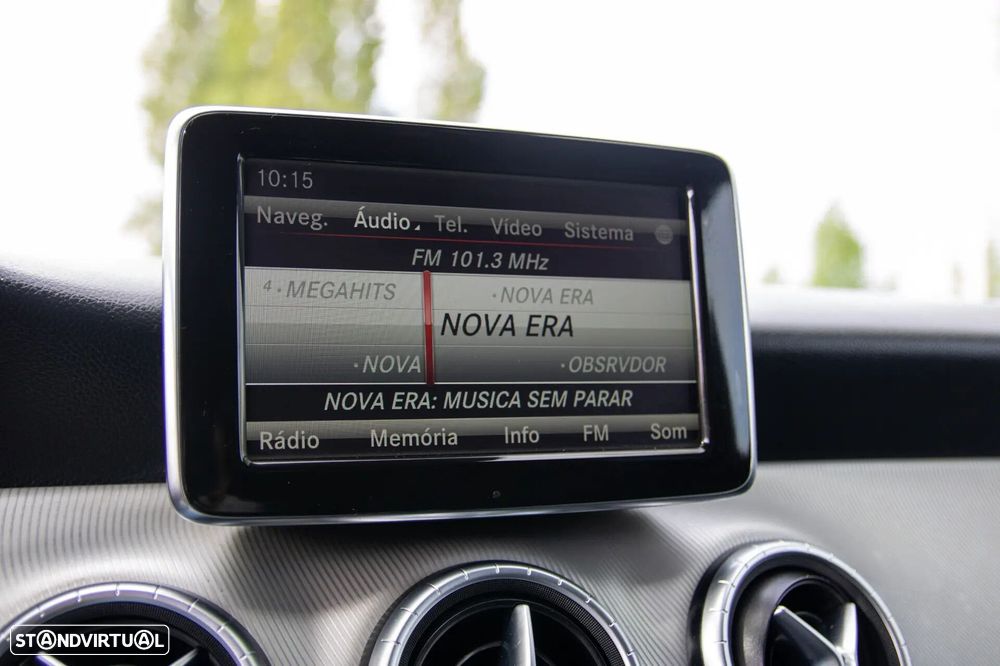 10:15
Naveg. Áudio Tel. Vídeo Sistema
FM 101.3 MHz
4 · MEGAHITS · NOVA ERA
NOVA ERA
· NOVA · OBSRVDOR
NOVA ERA: MUSICA SEM PARAR
Rádio Memória Info FM Som
STANDVIRTUAL